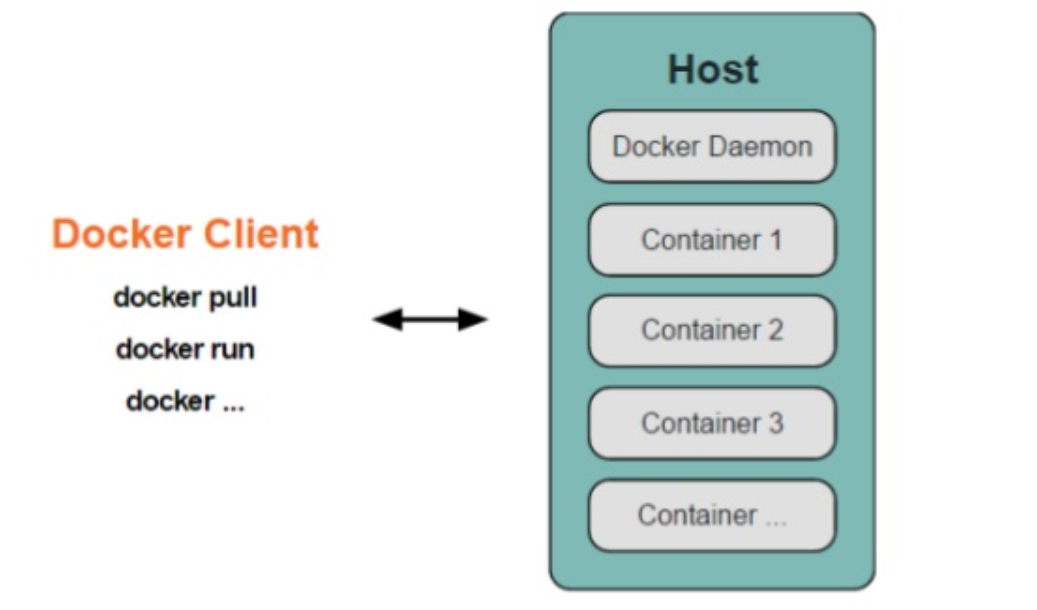 Docker Client
docker pull
docker run
docker ...
Host
Docker Daemon
Container 1
Container 2
Container 3
Container ...